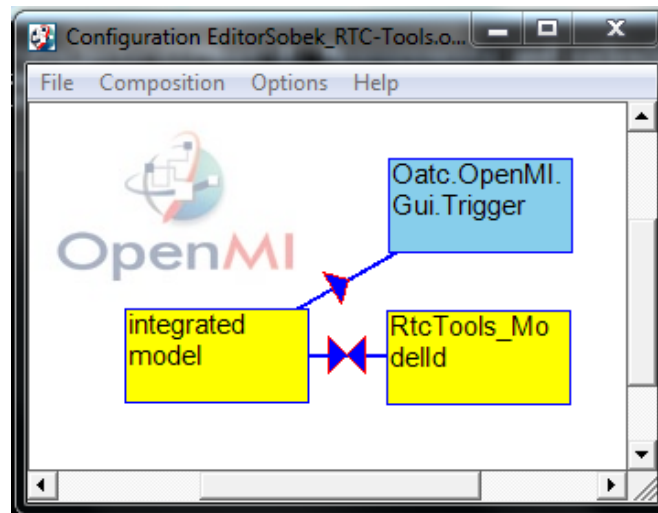 Configuration EditorSobek_RTC-Tools.o...
File Composition Options Help
OpenMI
Oatc.OpenMI.
Gui.Trigger
integrated
model
RtcTools_Mo
delId